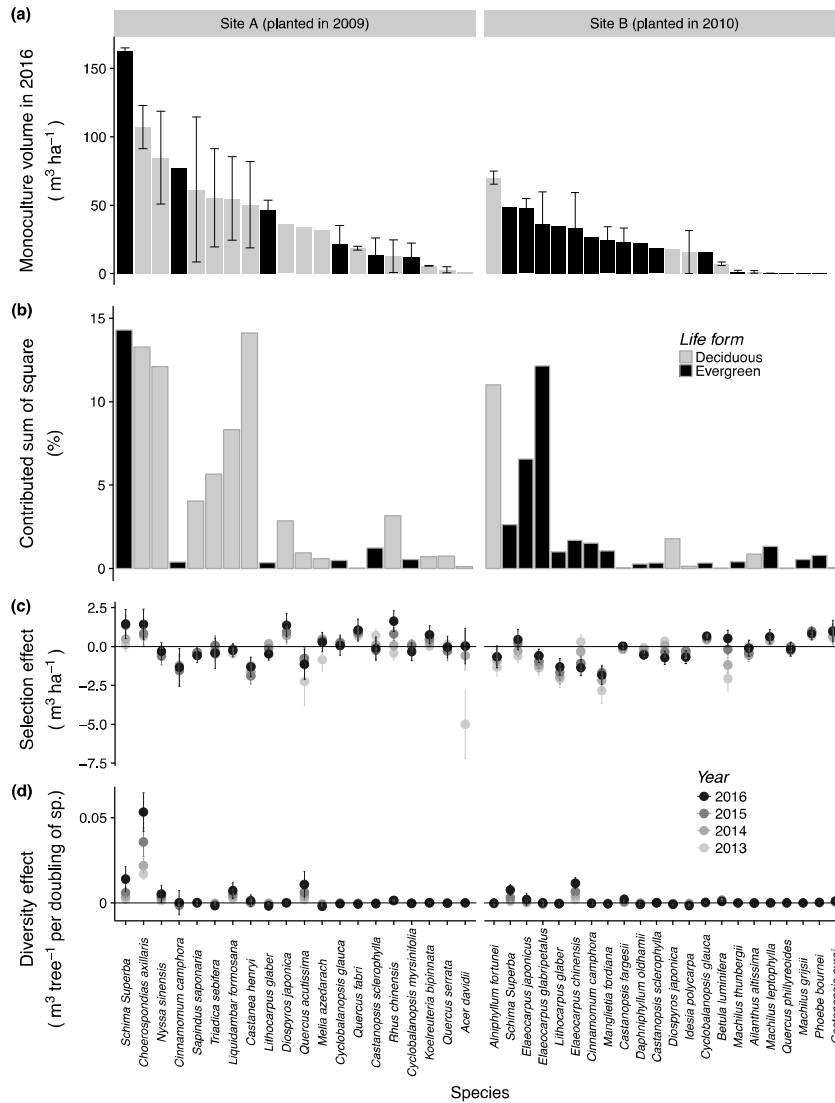 (a)
Site A (planted in 2009)
Site B (planted in 2010)
Monoculture volume in 2016
( m³ ha⁻¹ )
150
100
50
0
(b)
Contributed sum of square
(%)
15
10
5
0
Life form
Deciduous
Evergreen
(c)
Selection effect
( m³ ha⁻¹ )
2.5
0.0
−2.5
−5.0
−7.5
(d)
Diversity effect
( m³ tree⁻¹ per doubling of sp.)
0.05
0
Year
2016
2015
2014
2013
Schima Superba
Choerospondias axillaris
Nyssa sinensis
Cinnamomum camphora
Sapindus saponaria
Triadica sebifera
Liquidambar formosana
Castanea henryi
Lithocarpus glaber
Diospyros japonica
Quercus acutissima
Melia azedarach
Cyclobalanopsis glauca
Quercus fabri
Castanopsis sclerophylla
Rhus chinensis
Cyclobalanopsis myrsinifolia
Koelreuteria bipinnata
Quercus serrata
Acer davidii
Alniphyllum fortunei
Schima Superba
Elaeocarpus japonicus
Elaeocarpus glabripetalus
Lithocarpus glaber
Elaeocarpus chinensis
Cinnamomum camphora
Manglietia fordiana
Castanopsis fargesii
Daphniphyllum oldhamii
Castanopsis sclerophylla
Diospyros japonica
Idesia polycarpa
Cyclobalanopsis glauca
Betula luminifera
Machilus thunbergii
Ailanthus altissima
Machilus leptophylla
Quercus phillyreoides
Machilus grijsii
Phoebe bournei
Species